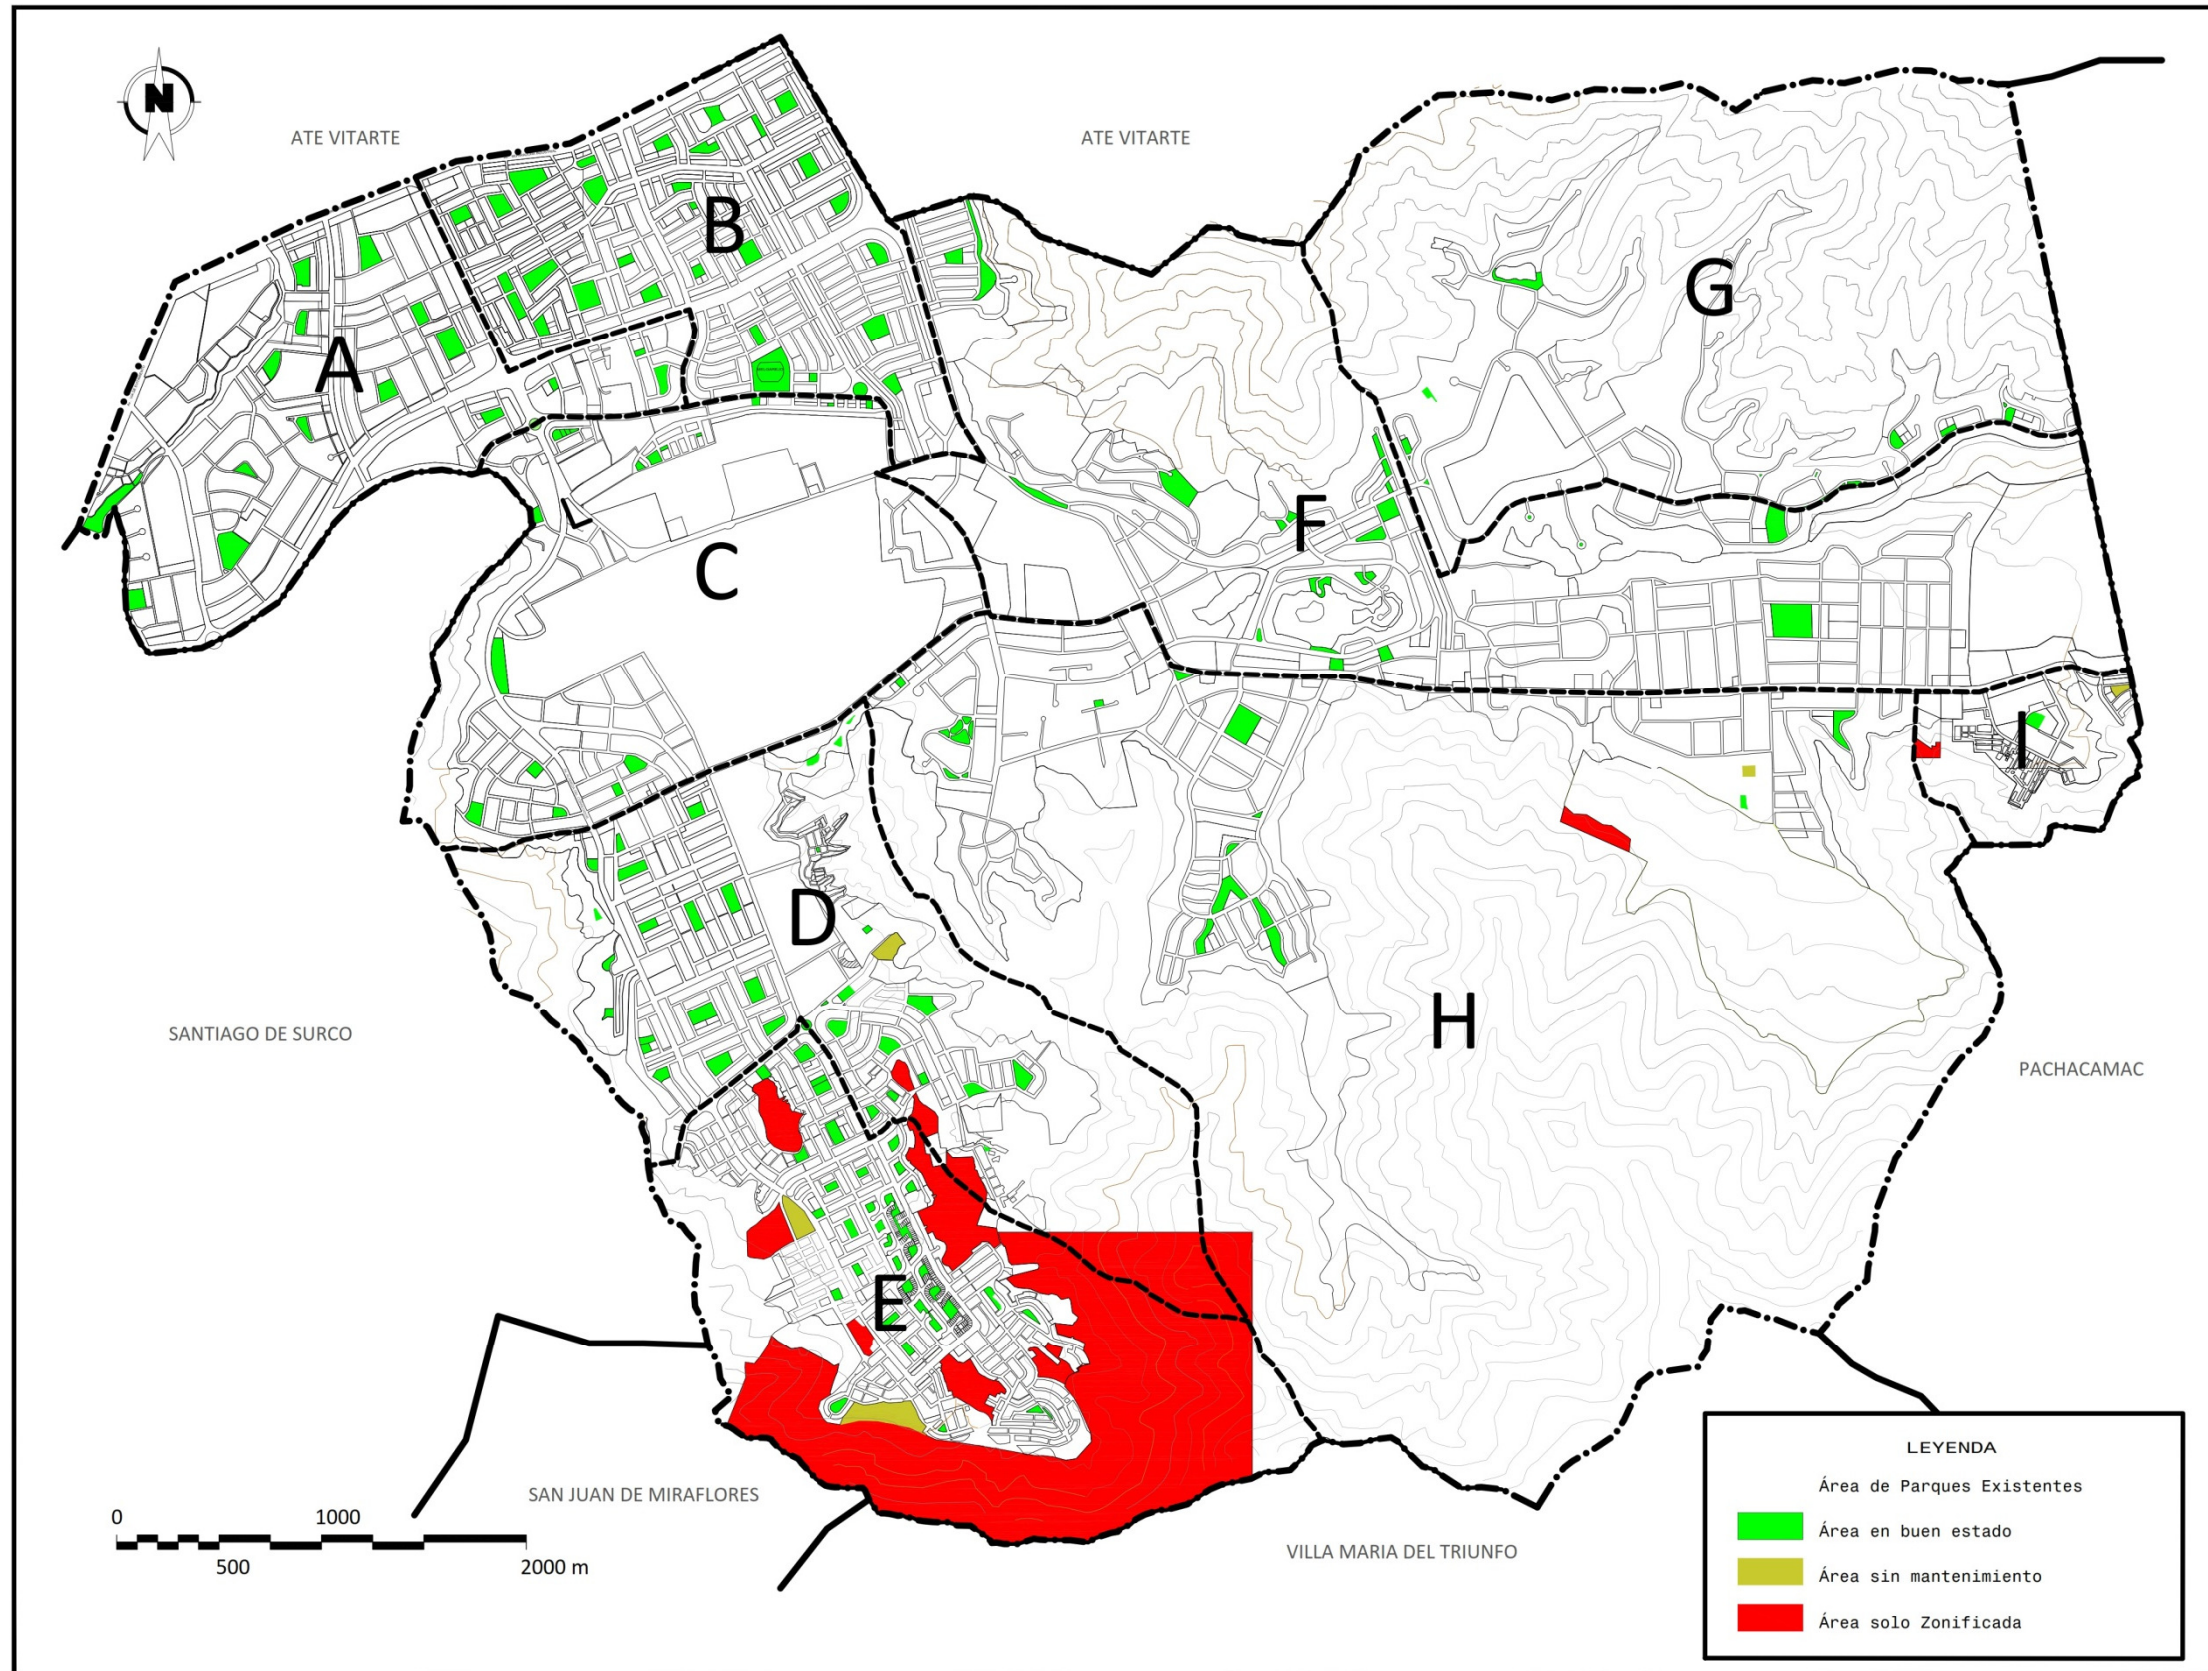 N
ATE VITARTE
ATE VITARTE
B
G
A
F
C
I
D
H
SANTIAGO DE SURCO
PACHACAMAC
E
SAN JUAN DE MIRAFLORES
VILLA MARIA DEL TRIUNFO
0 1000
500 2000 m
LEYENDA
Área de Parques Existentes
Área en buen estado
Área sin mantenimiento
Área solo Zonificada